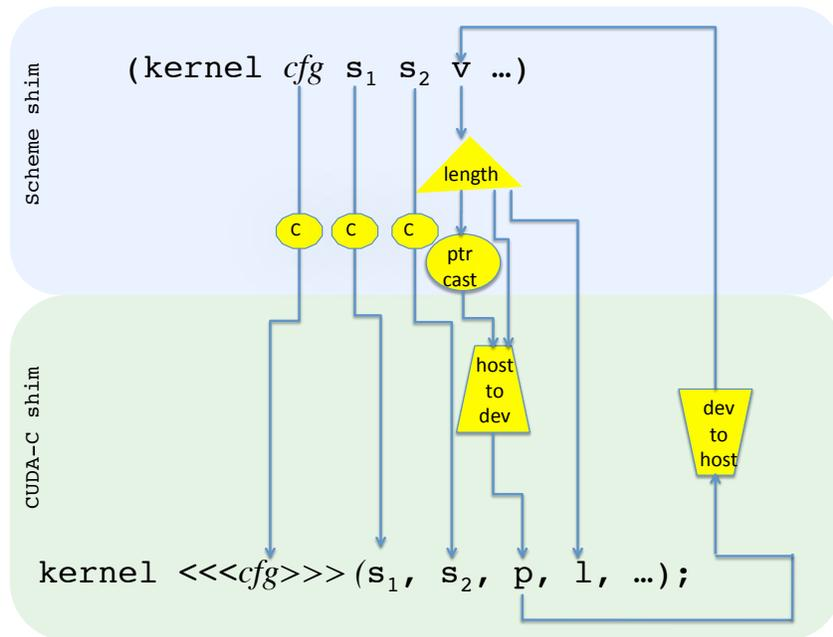 Scheme shim
(kernel cfg s₁ s₂ v …)
length
C C C
ptr
cast
CUDA-C shim
host
to
dev
dev
to
host
kernel <<<cfg>>>(s₁, s₂, p, l, …);